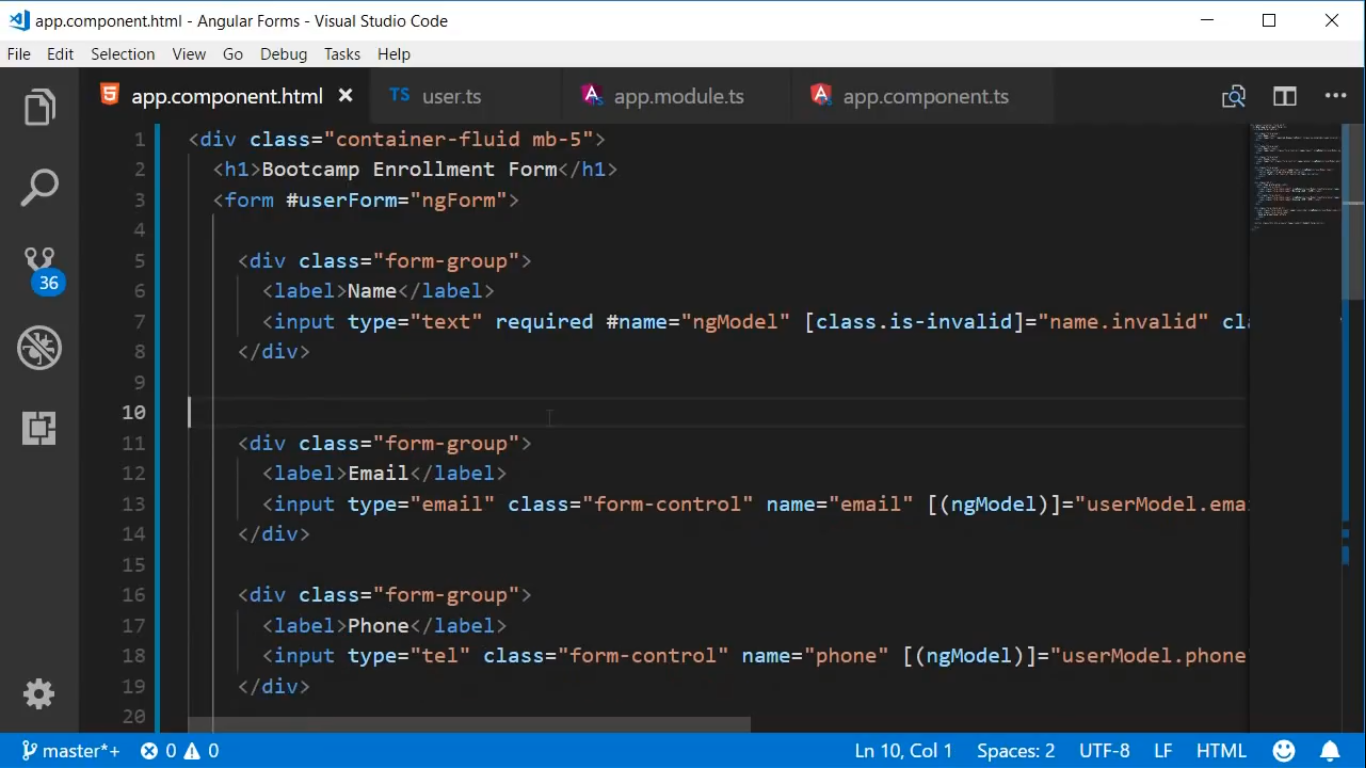 app.component.html - Angular Forms - Visual Studio Code
File Edit Selection View Go Debug Tasks Help
app.component.html TS user.ts app.module.ts app.component.ts
1 <div class="container-fluid mb-5">
2 <h1>Bootcamp Enrollment Form</h1>
3 <form #userForm="ngForm">
4
5 <div class="form-group">
6 <label>Name</label>
7 <input type="text" required #name="ngModel" [class.is-invalid]="name.invalid" cla
8 </div>
9
10
11 <div class="form-group">
12 <label>Email</label>
13 <input type="email" class="form-control" name="email" [(ngModel)]="userModel.emai
14 </div>
15
16 <div class="form-group">
17 <label>Phone</label>
18 <input type="tel" class="form-control" name="phone" [(ngModel)]="userModel.phone"
19 </div>
20
36
master*+ 0 0 Ln 10, Col 1 Spaces: 2 UTF-8 LF HTML